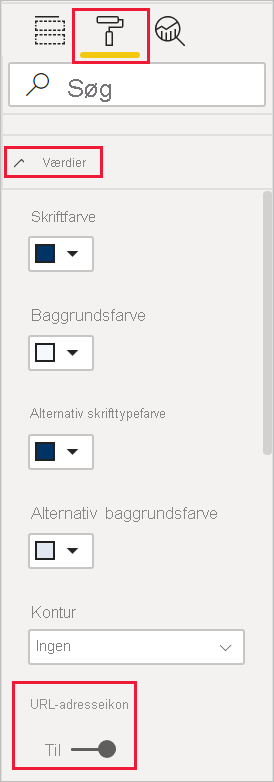 Søg
Værdier
Skriftfarve
Baggrundsfarve
Alternativ skrifttypefarve
Alternativ baggrundsfarve
Kontur
Ingen
URL-adresseikon
Til